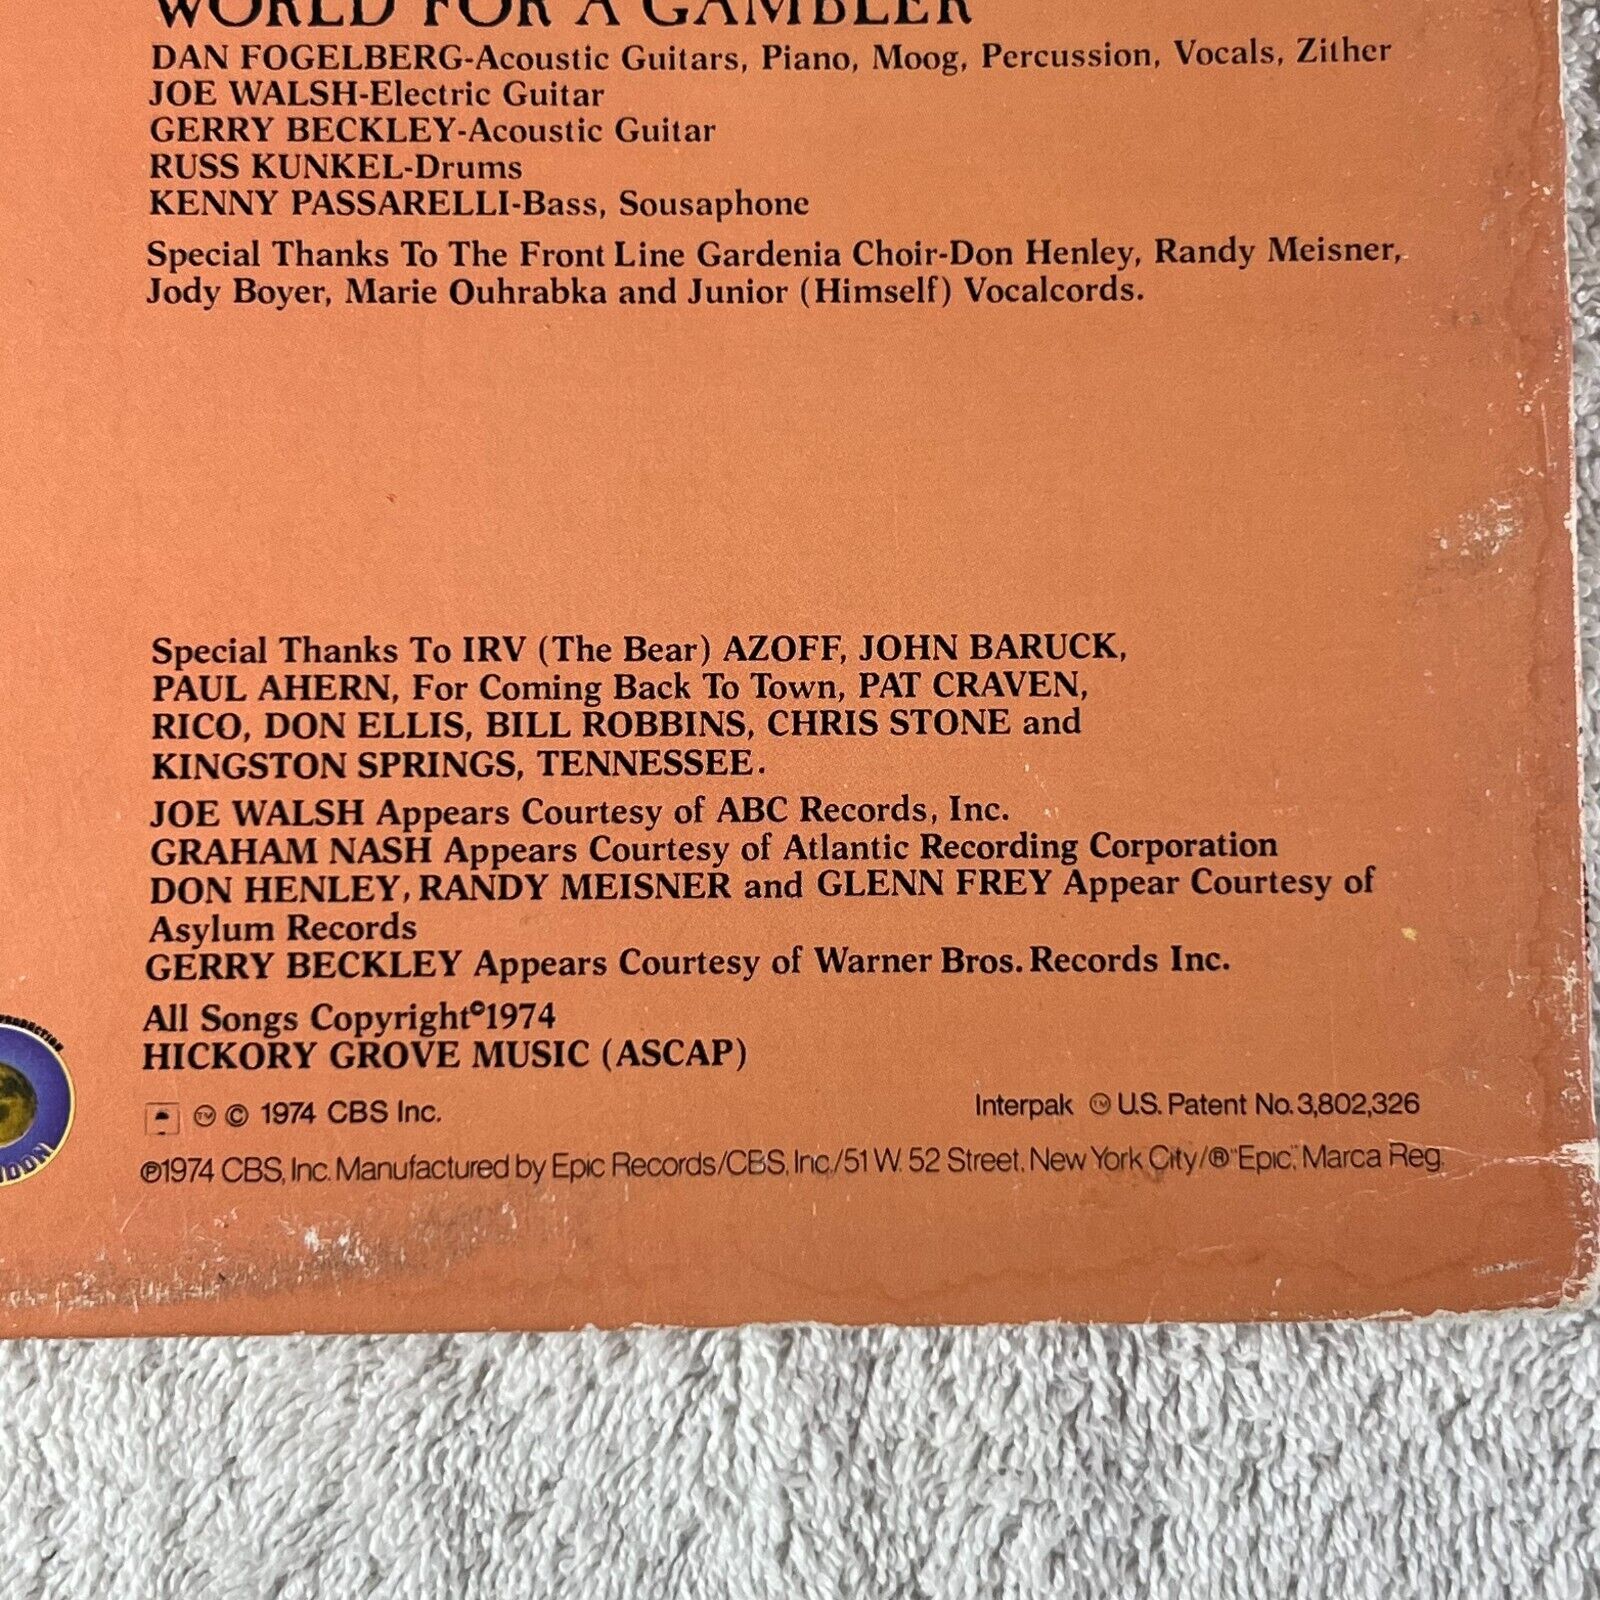 WORLD FOR A GAMBLER
DAN FOGELBERG-Acoustic Guitars, Piano, Moog, Percussion, Vocals, Zither
JOE WALSH-Electric Guitar
GERRY BECKLEY-Acoustic Guitar
RUSS KUNKEL-Drums
KENNY PASSARELLI-Bass, Sousaphone
Special Thanks To The Front Line Gardenia Choir-Don Henley, Randy Meisner,
Jody Boyer, Marie Ouhrabka and Junior (Himself) Vocalcords.
Special Thanks To IRV (The Bear) AZOFF, JOHN BARUCK,
PAUL AHERN, For Coming Back To Town, PAT CRAVEN,
RICO, DON ELLIS, BILL ROBBINS, CHRIS STONE and
KINGSTON SPRINGS, TENNESSEE.
JOE WALSH Appears Courtesy of ABC Records, Inc.
GRAHAM NASH Appears Courtesy of Atlantic Recording Corporation
DON HENLEY, RANDY MEISNER and GLENN FREY Appear Courtesy of
Asylum Records
GERRY BECKLEY Appears Courtesy of Warner Bros. Records Inc.
All Songs Copyright©1974
HICKORY GROVE MUSIC (ASCAP)
PRODUCTION
MOON
™ © 1974 CBS Inc.
Interpak ™ U.S. Patent No. 3,802,326
℗1974 CBS, Inc. Manufactured by Epic Records/CBS, Inc./51 W. 52 Street, New York City/® "Epic," Marca Reg.